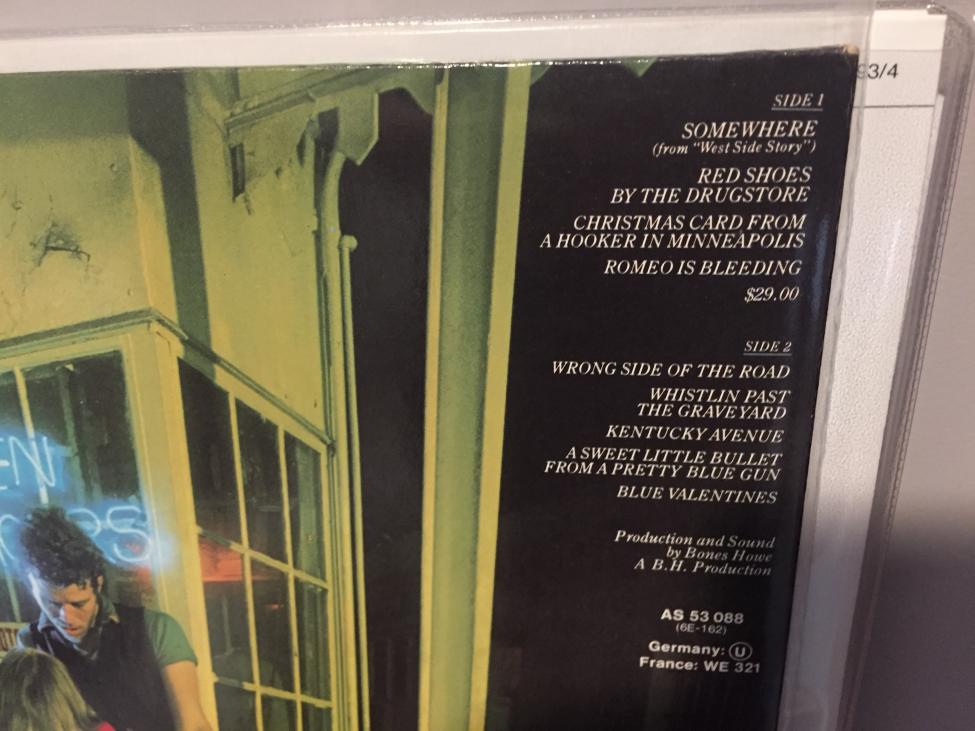 93/4
SIDE 1
SOMEWHERE
(from "West Side Story")
RED SHOES
BY THE DRUGSTORE
CHRISTMAS CARD FROM
A HOOKER IN MINNEAPOLIS
ROMEO IS BLEEDING
$29.00
SIDE 2
WRONG SIDE OF THE ROAD
WHISTLIN PAST
THE GRAVEYARD
KENTUCKY AVENUE
A SWEET LITTLE BULLET
FROM A PRETTY BLUE GUN
BLUE VALENTINES
Production and Sound
by Bones Howe
A B.H. Production
AS 53 088
(6E-162)
Germany: U
France: WE 321